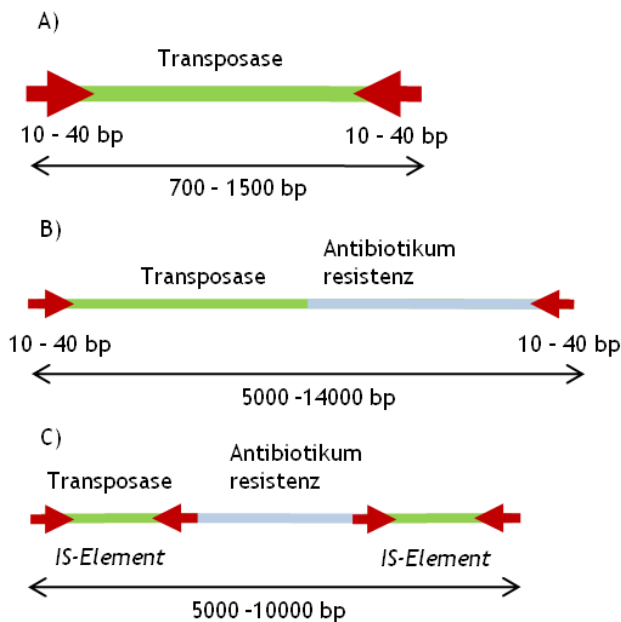 A)
Transposase
10 - 40 bp 10 - 40 bp
700 - 1500 bp
B)
Antibiotikum
Transposase resistenz
10 - 40 bp 10 - 40 bp
5000 -14000 bp
C)
Antibiotikum
Transposase resistenz
IS-Element IS-Element
5000 -10000 bp